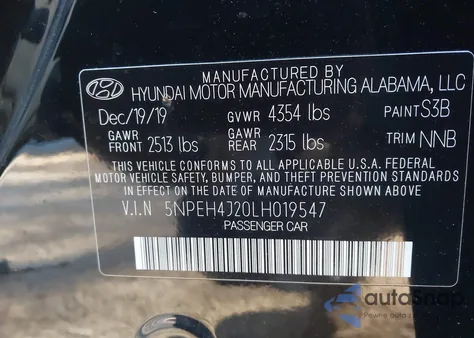 MANUFACTURED BY
HYUNDAI MOTOR MANUFACTURING ALABAMA, LLC
Dec/19/19 GVWR 4354 lbs PAINT S3B
GAWR FRONT 2513 lbs GAWR REAR 2315 lbs TRIM NNB
THIS VEHICLE CONFORMS TO ALL APPLICABLE U.S.A. FEDERAL
MOTOR VEHICLE SAFETY, BUMPER, AND THEFT PREVENTION STANDARDS
IN EFFECT ON THE DATE OF MANUFACTURE SHOWN ABOVE
V.I.N 5NPEH4J20LH019547
PASSENGER CAR
autoSnap